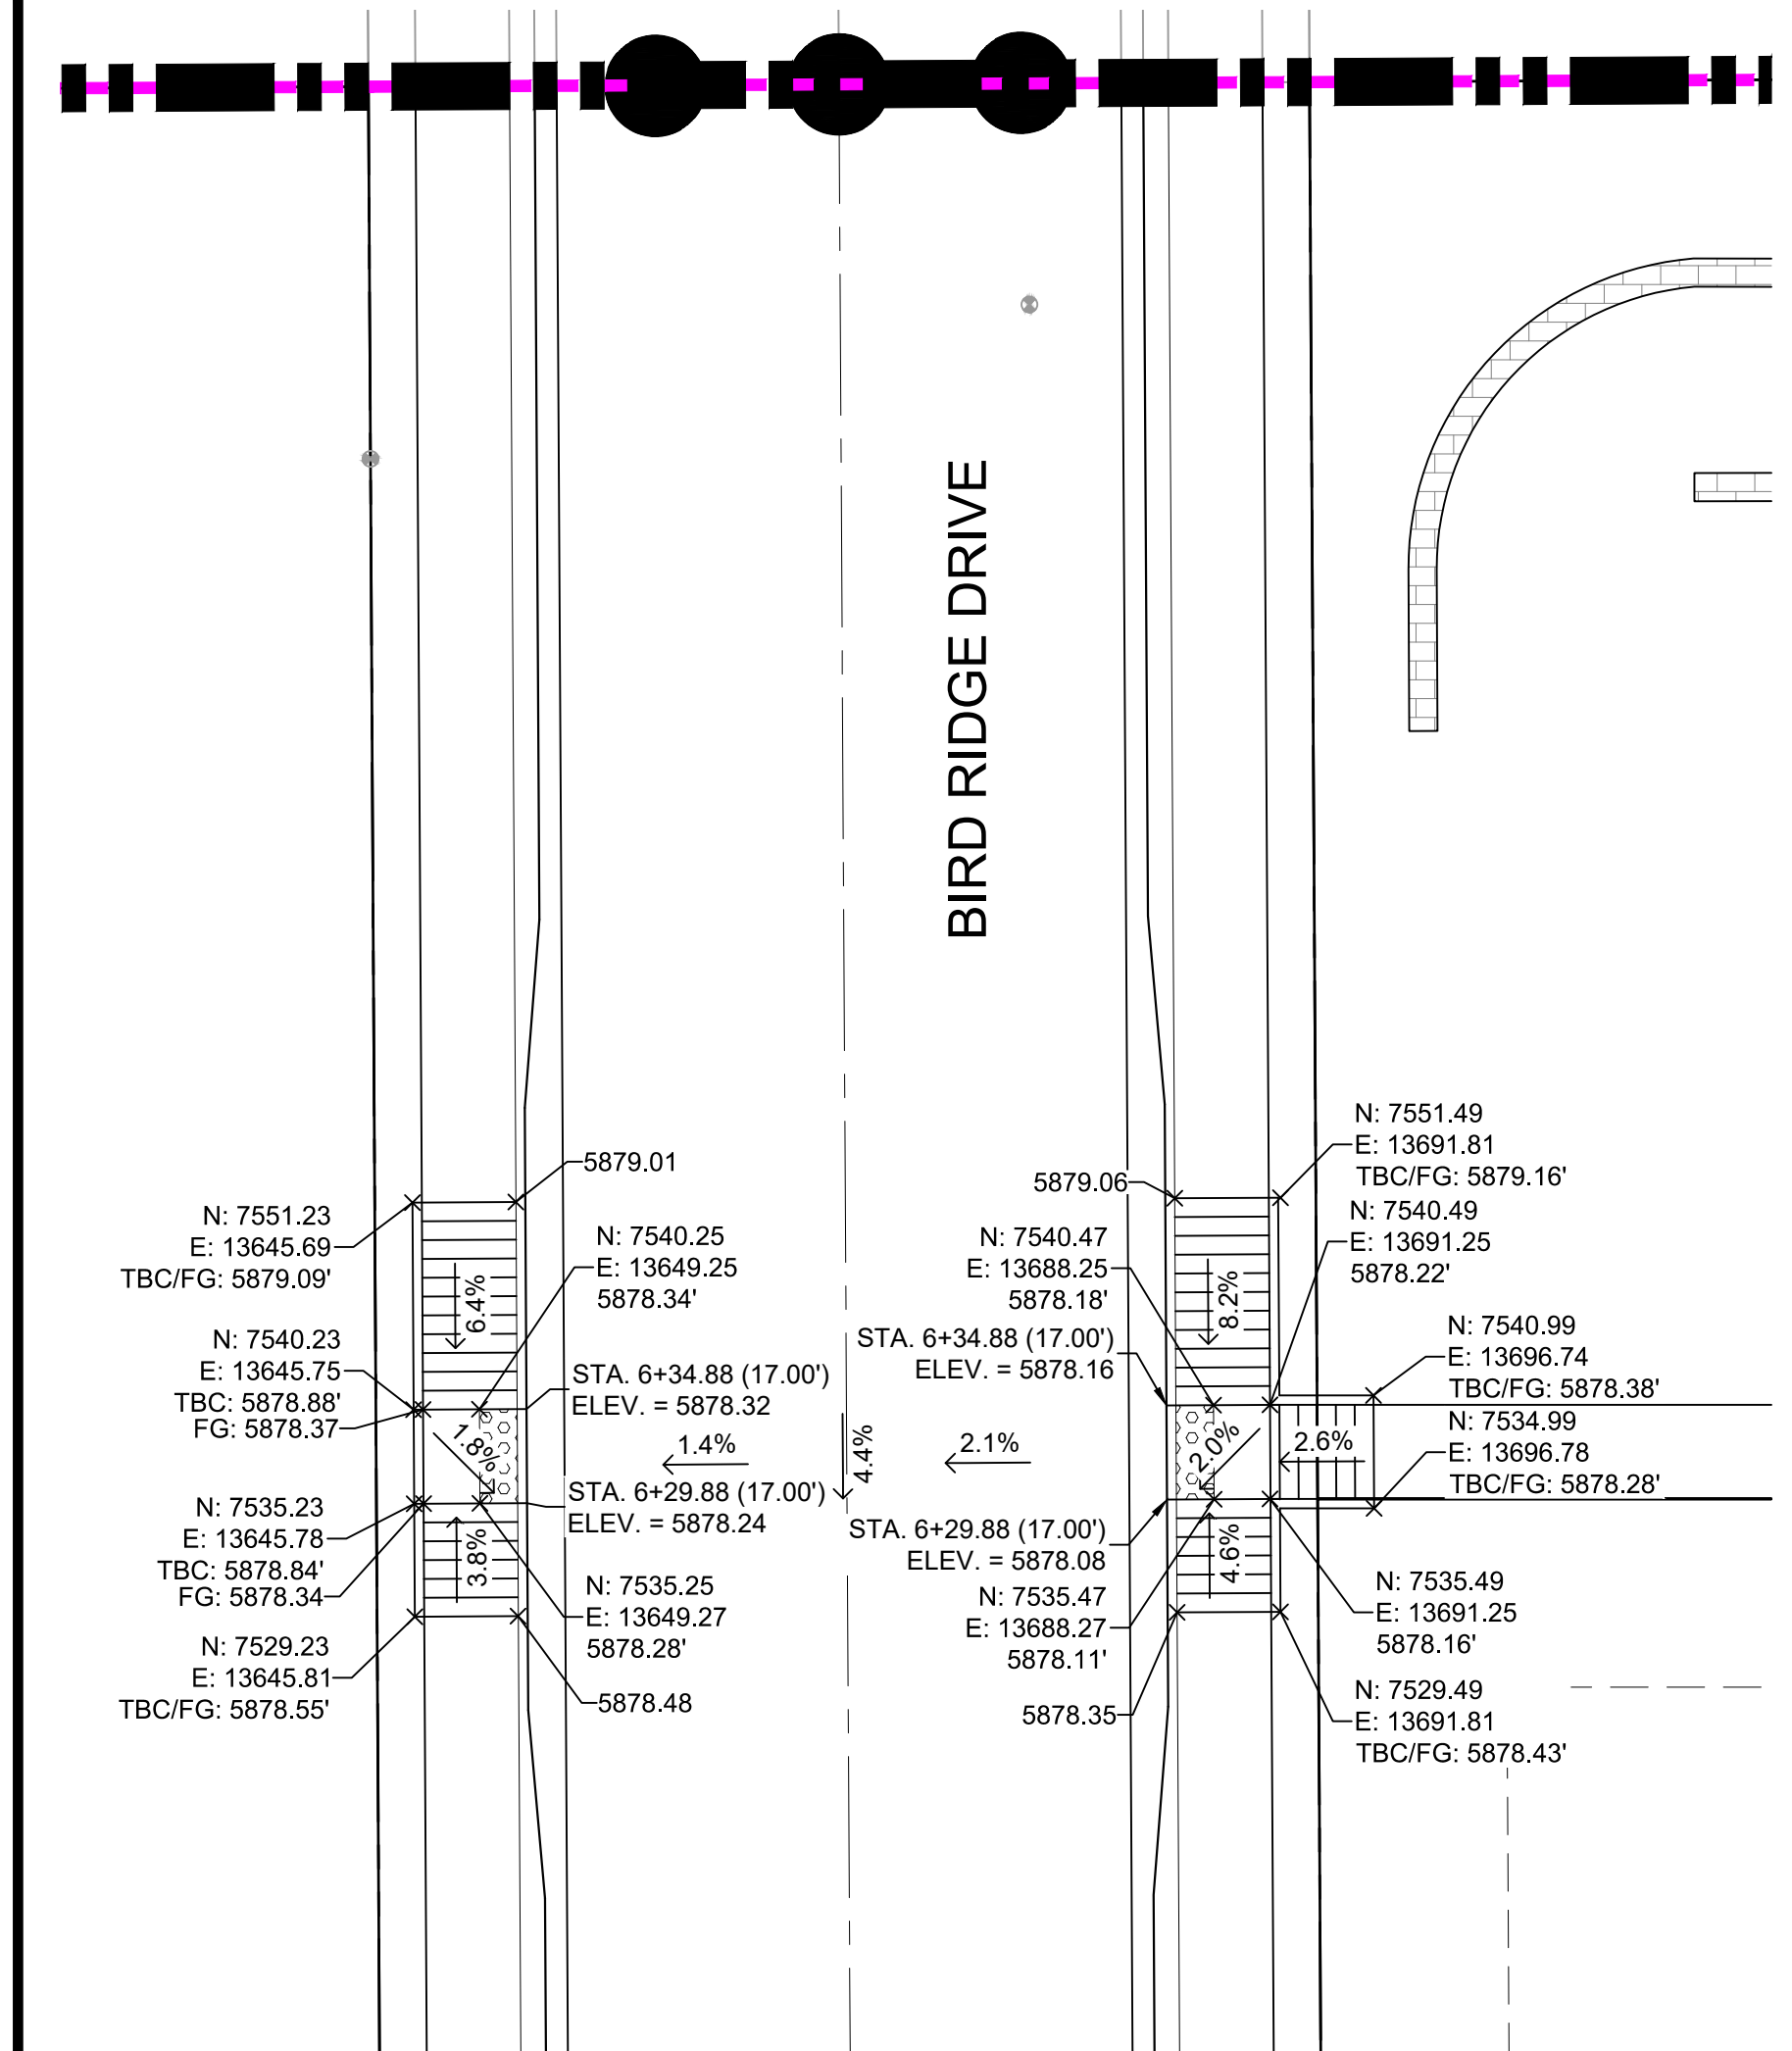 BIRD RIDGE DRIVE
5879.01
N: 7551.23
E: 13645.69
TBC/FG: 5879.09'
N: 7540.25
E: 13649.25
5878.34'
6.4%
N: 7540.23
E: 13645.75
TBC: 5878.88'
FG: 5878.37
STA. 6+34.88 (17.00')
ELEV. = 5878.32
1.8%
1.4%
4.4%
2.1%
STA. 6+29.88 (17.00')
ELEV. = 5878.24
N: 7535.23
E: 13645.78
TBC: 5878.84'
FG: 5878.34
3.8%
N: 7535.25
E: 13649.27
5878.28'
N: 7529.23
E: 13645.81
TBC/FG: 5878.55'
5878.48
N: 7551.49
E: 13691.81
TBC/FG: 5879.16'
5879.06
N: 7540.49
E: 13691.25
5878.22'
N: 7540.47
E: 13688.25
5878.18'
8.2%
STA. 6+34.88 (17.00')
ELEV. = 5878.16
N: 7540.99
E: 13696.74
TBC/FG: 5878.38'
2.0%
2.6%
N: 7534.99
E: 13696.78
TBC/FG: 5878.28'
STA. 6+29.88 (17.00')
ELEV. = 5878.08
4.6%
N: 7535.47
E: 13688.27
5878.11'
N: 7535.49
E: 13691.25
5878.16'
5878.35
N: 7529.49
E: 13691.81
TBC/FG: 5878.43'